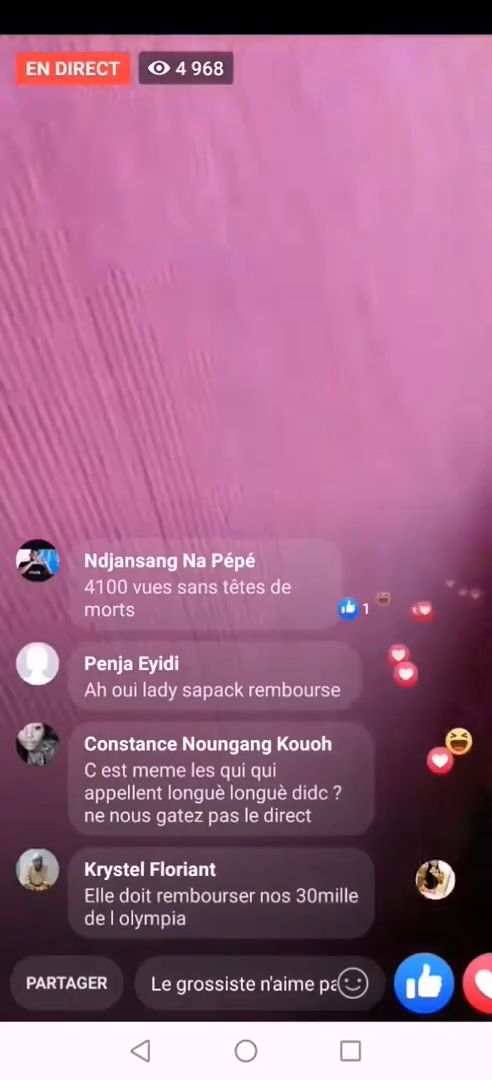 EN DIRECT
4 968
Ndjansang Na Pépé
4100 vues sans têtes de
morts
1
Penja Eyidi
Ah oui lady sapack rembourse
Constance Noungang Kouoh
C est meme les qui qui
appellent longuè longuè didc ?
ne nous gatez pas le direct
Krystel Floriant
Elle doit rembourser nos 30mille
de l olympia
PARTAGER
Le grossiste n'aime pa